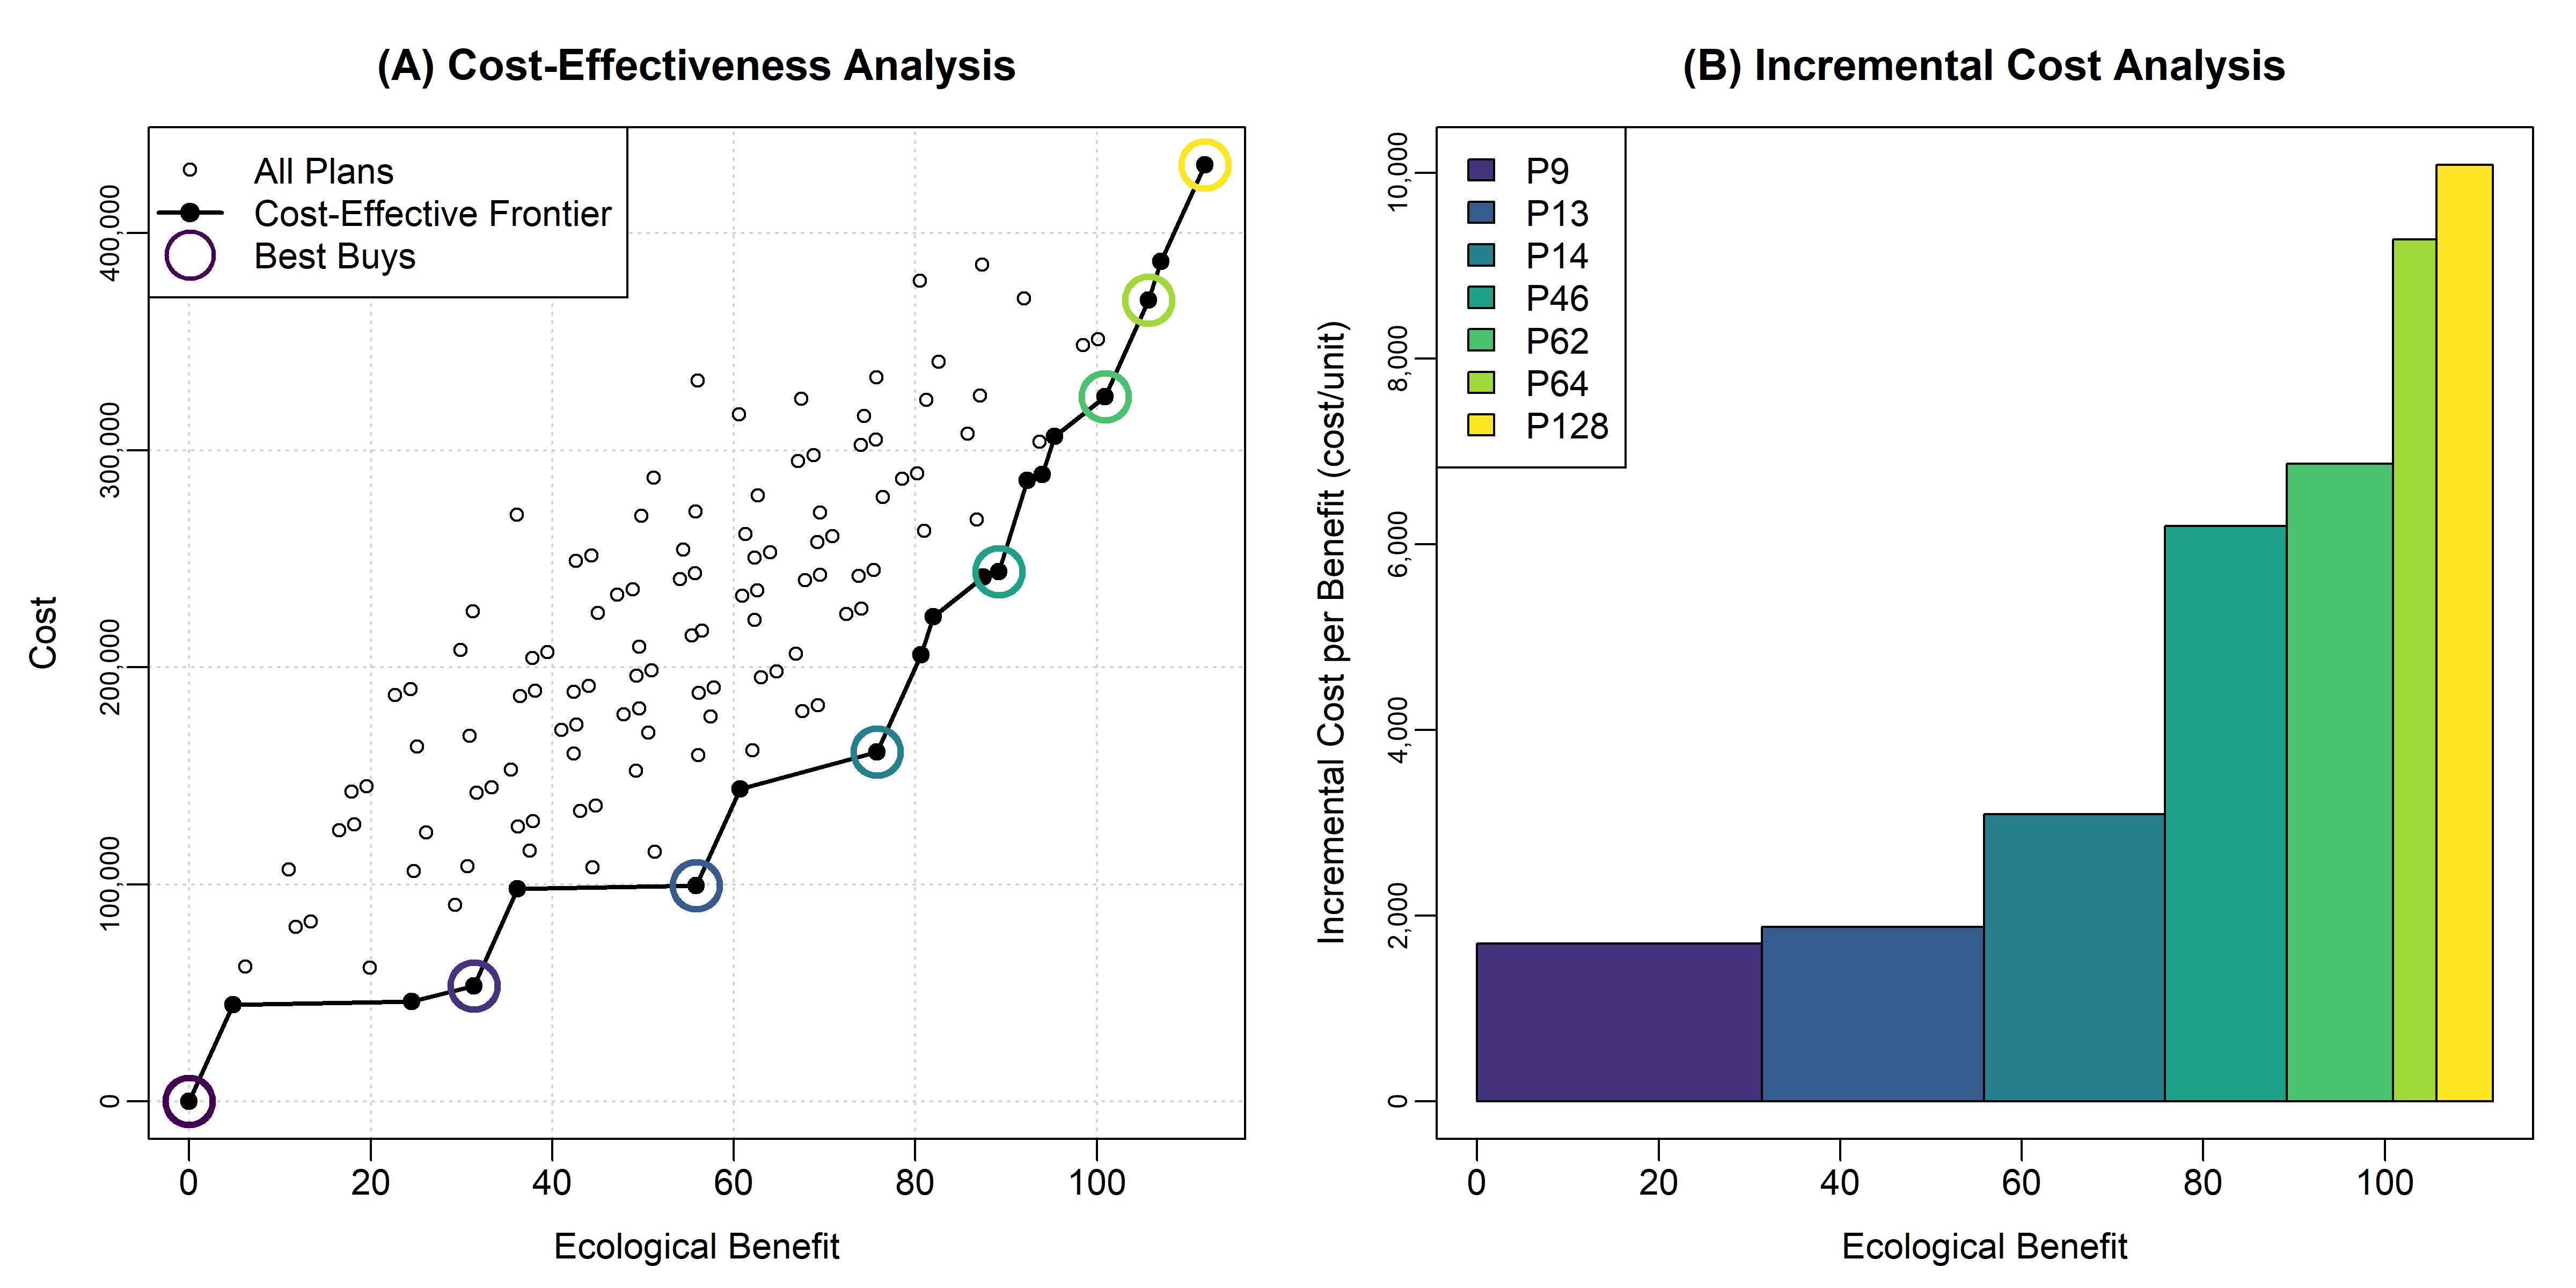 (A) Cost-Effectiveness Analysis
All Plans
Cost-Effective Frontier
Best Buys
Cost
400,000
300,000
200,000
100,000
0
0 20 40 60 80 100
Ecological Benefit
(B) Incremental Cost Analysis
P9
P13
P14
P46
P62
P64
P128
Incremental Cost per Benefit (cost/unit)
10,000
8,000
6,000
4,000
2,000
0
0 20 40 60 80 100
Ecological Benefit